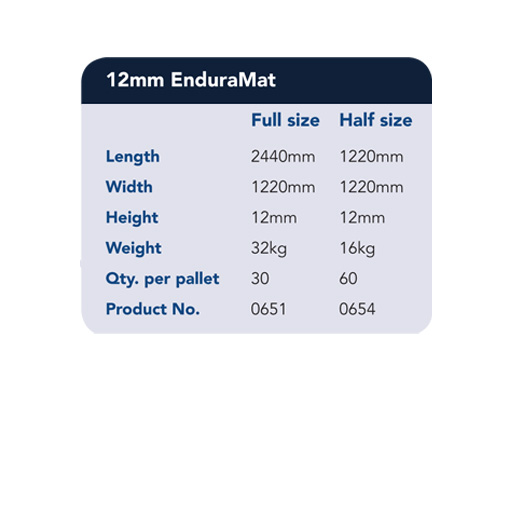 12mm EnduraMat
Full size Half size
Length 2440mm 1220mm
Width 1220mm 1220mm
Height 12mm 12mm
Weight 32kg 16kg
Qty. per pallet 30 60
Product No. 0651 0654